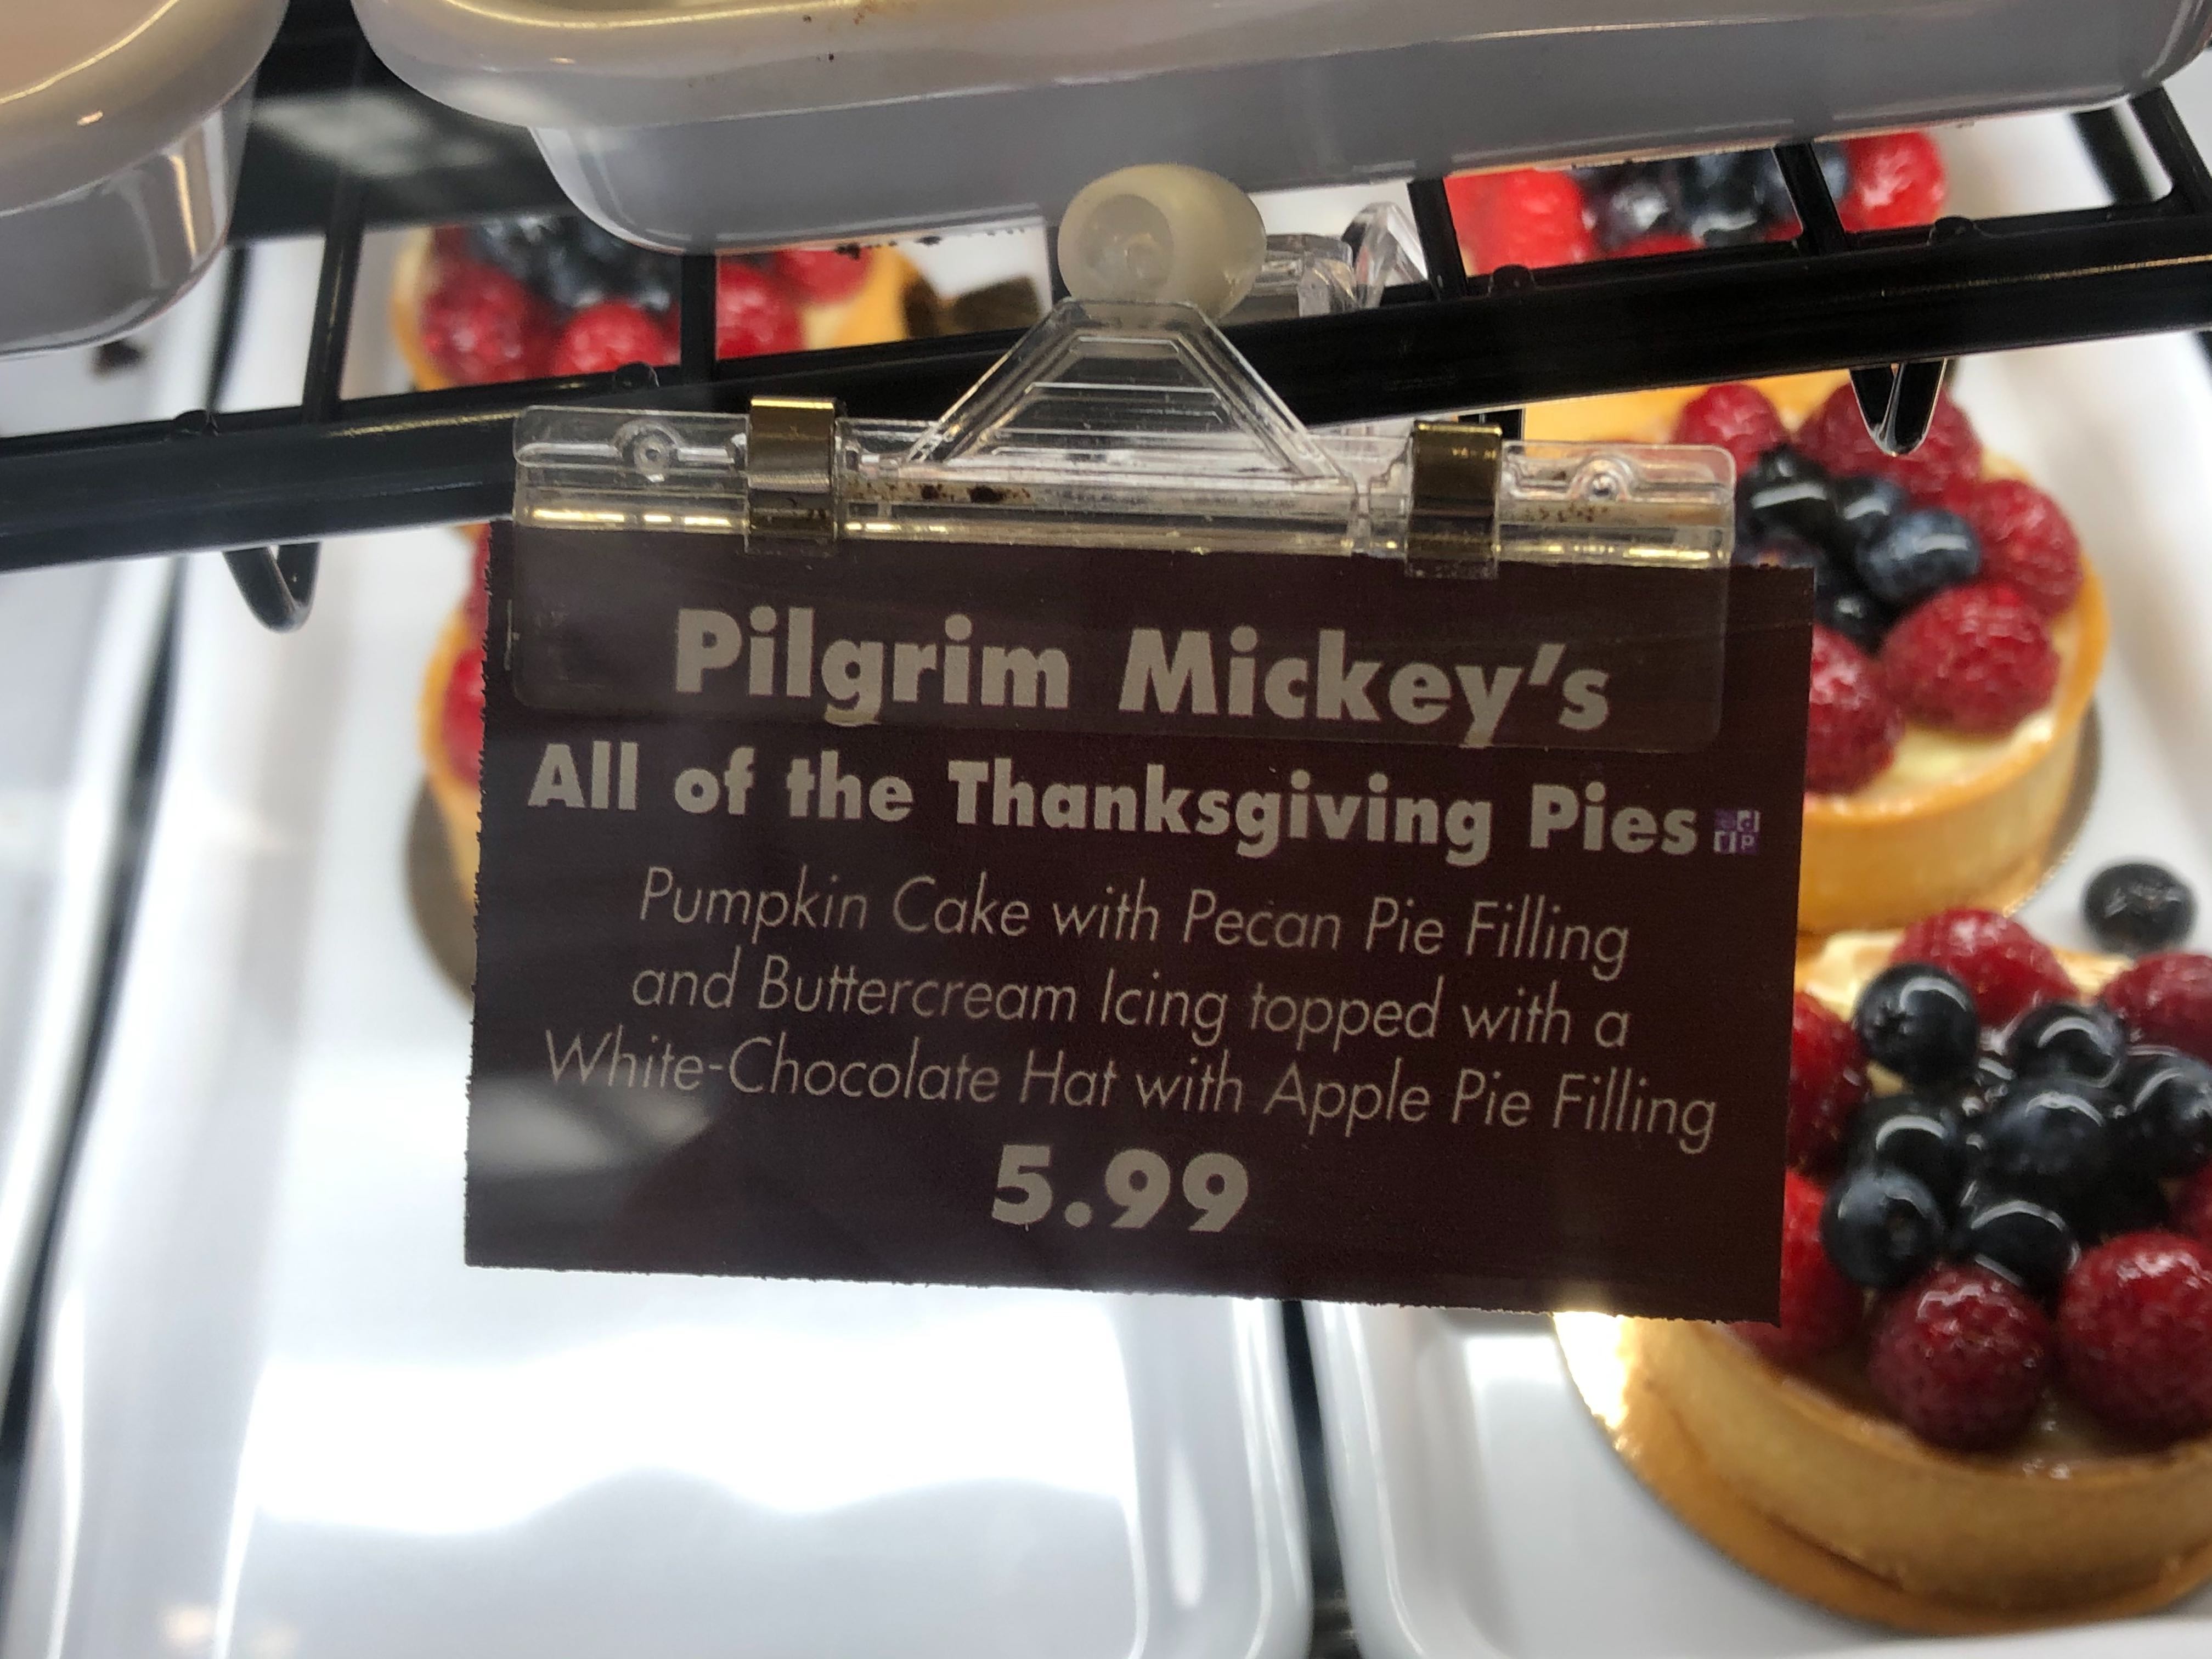 Pilgrim Mickey's
All of the Thanksgiving Pies
Pumpkin Cake with Pecan Pie Filling
and Buttercream Icing topped with a
White-Chocolate Hat with Apple Pie Filling
5.99